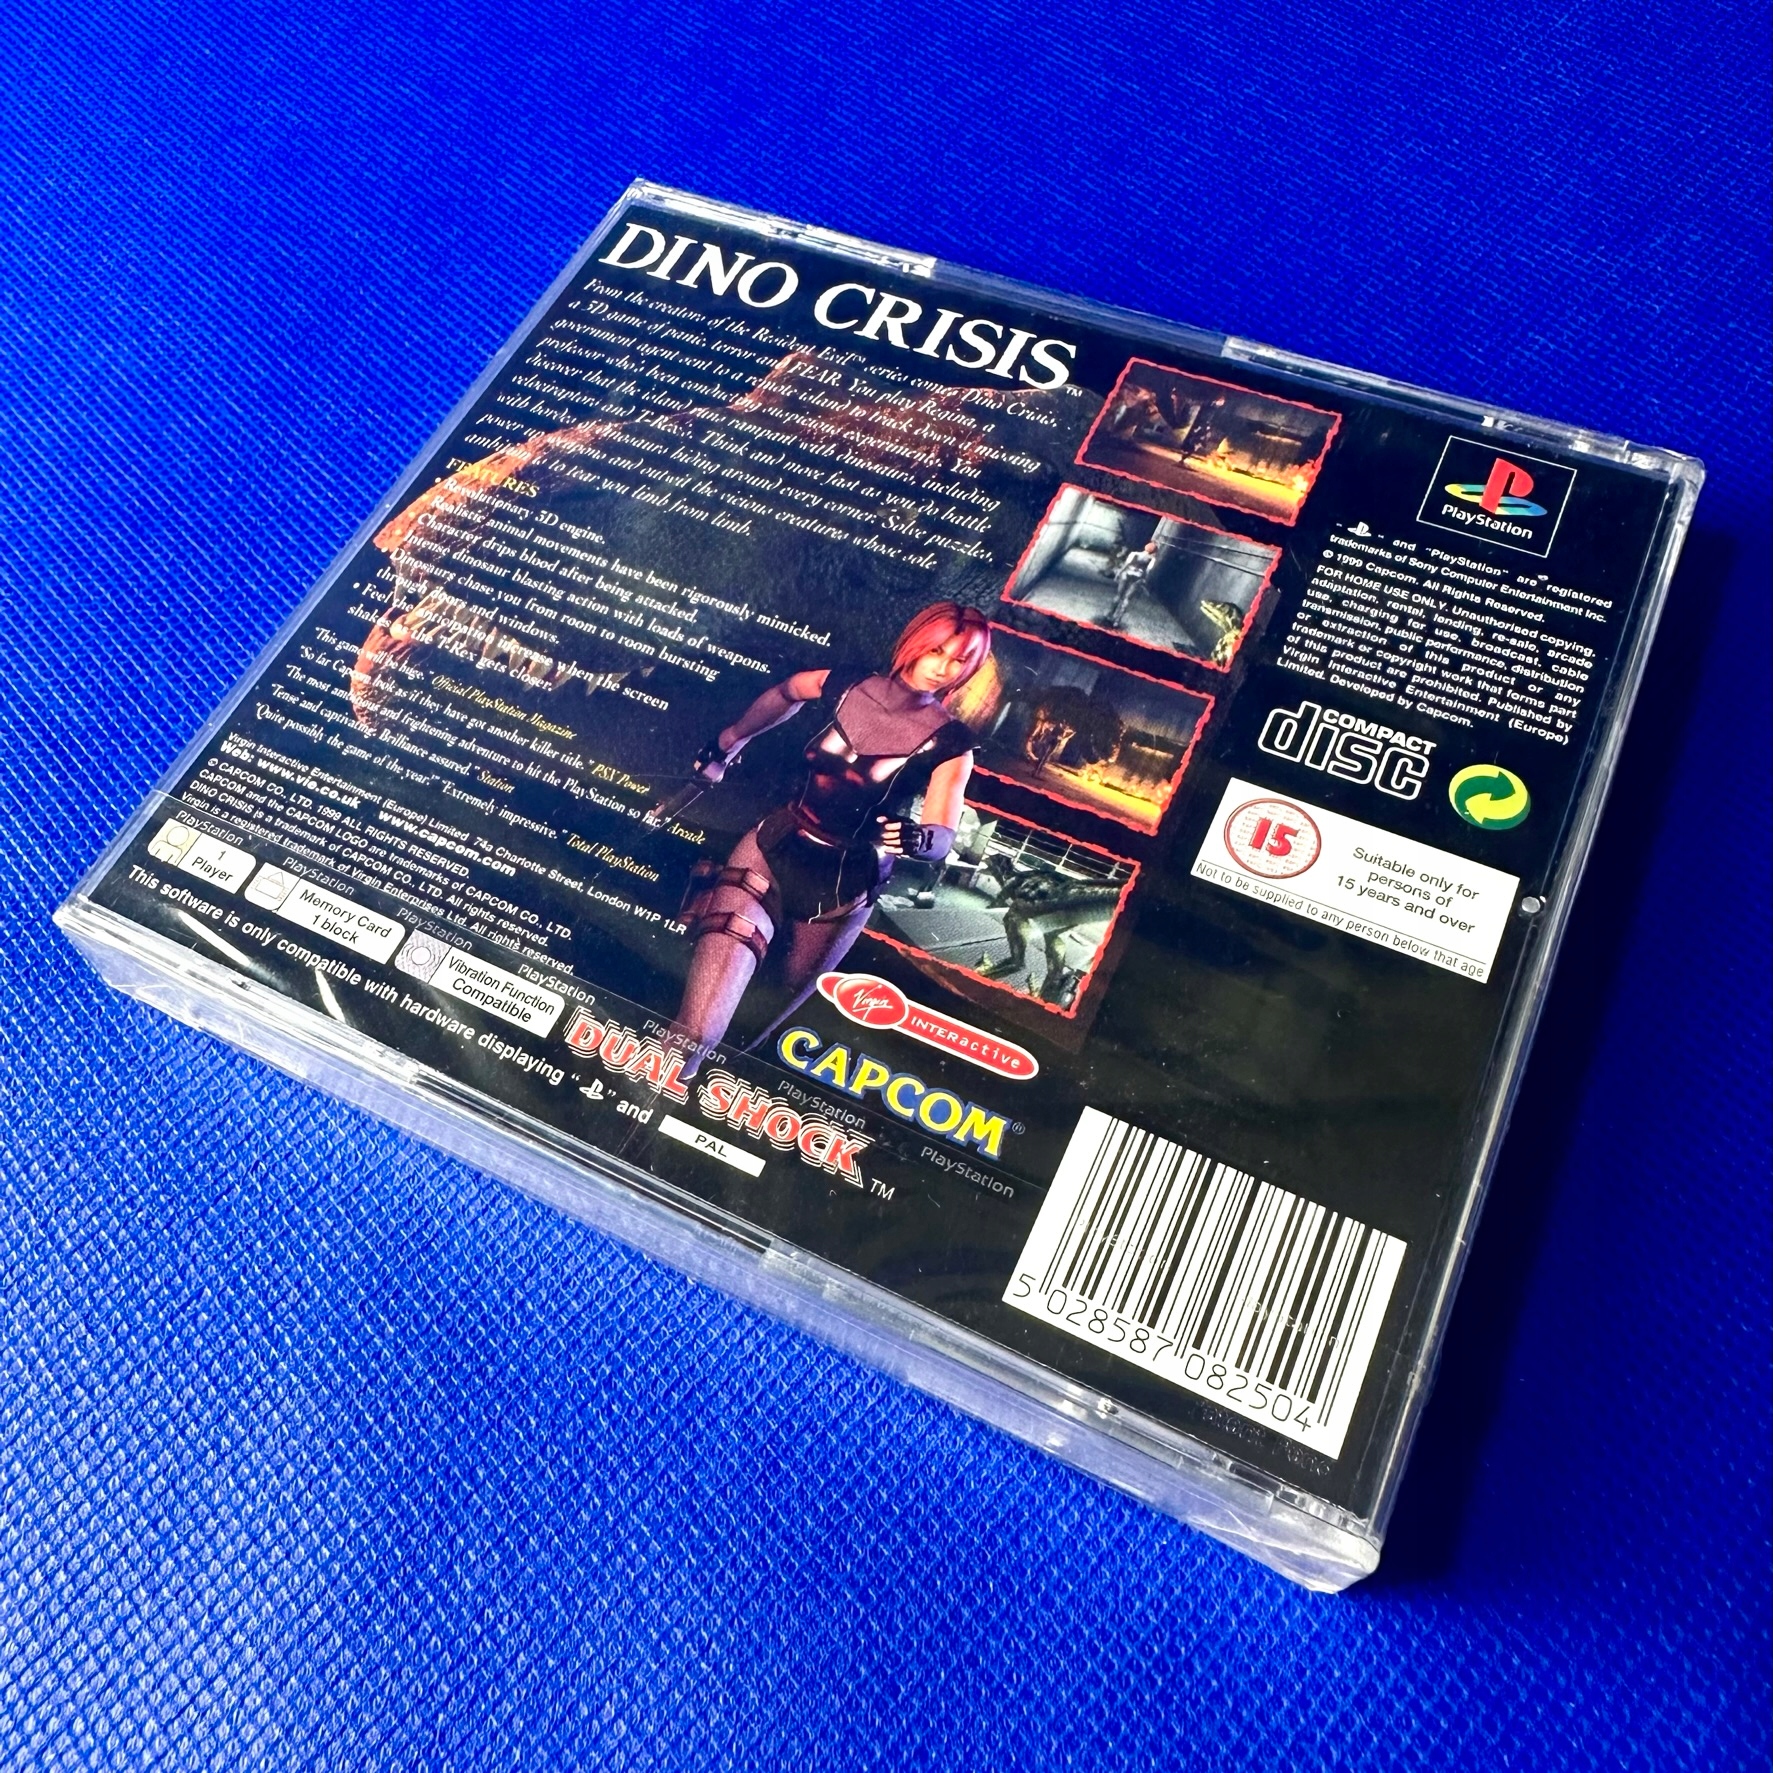 DINO CRISIS™
From the creators of the Resident Evil™ series comes Dino Crisis,
a 3D game of panic, terror and FEAR. You play Regina, a
government agent sent to a remote island to track down a missing
professor who's been conducting suspicious experiments. You
discover that the island runs rampant with dinosaurs, including
velociraptors and T-Rex's. Think and move fast as you do battle
with hordes of dinosaurs hiding around every corner. Solve puzzles,
power up weapons and outwit the vicious creatures whose sole
ambition is to tear you limb from limb.
FEATURES
• Revolutionary 3D engine.
Realistic animal movements have been rigorously mimicked.
Character drips blood after being attacked.
Intense dinosaur blasting action with loads of weapons.
Dinosaurs chase you from room to room bursting
through doors and windows.
• Feel the anticipation increase when the screen
shakes as the T-Rex gets closer.
"This game will be huge." Official PlayStation Magazine
"So far Capcom look as if they have got another killer title." PSX Power
"The most ambitious and frightening adventure to hit the PlayStation so far." Arcade
"Tense and captivating. Brilliance assured." Station
"Quite possibly the game of the year." "Extremely impressive." Total PlayStation
Virgin Interactive Entertainment (Europe) Limited 74a Charlotte Street, London W1P 1LR
Web: www.vie.co.uk www.capcom.com
© CAPCOM CO., LTD. 1999 ALL RIGHTS RESERVED.
CAPCOM and the CAPCOM LOGO are trademarks of CAPCOM CO., LTD.
DINO CRISIS is a trademark of CAPCOM CO., LTD. All rights reserved.
Virgin is a registered trademark of Virgin Enterprises Ltd. All rights reserved.
PlayStation
PlayStation
PlayStation
PlayStation
PlayStation
PlayStation
PlayStation
1
Player
Memory Card
1 block
Vibration Function
Compatible
DUAL SHOCK™
This software is only compatible with hardware displaying " " and
PAL
Virgin INTERActive
CAPCOM®
PlayStation
" " and "PlayStation" are registered
trademarks of Sony Computer Entertainment Inc.
© 1999 Capcom. All Rights Reserved.
FOR HOME USE ONLY. Unauthorised copying,
adaptation, rental, lending, re-sale, arcade
use, charging for use, broadcast, cable
transmission, public performance, distribution
or extraction of this product or any
trademark or copyright work that forms part
of this product are prohibited. Published by
Virgin Interactive Entertainment (Europe)
Limited. Developed by Capcom.
COMPACT
disc
15
Suitable only for
persons of
15 years and over
Not to be supplied to any person below that age
5 028587 082504